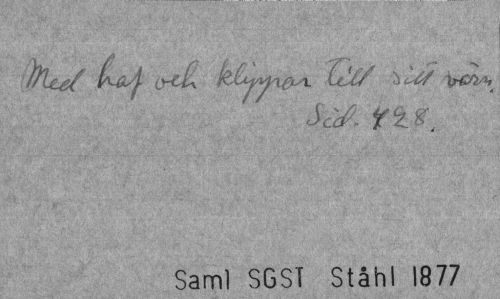 Med haf och klippor till sitt värn.
Sid. 428.
Saml SGST Ståhl 1877